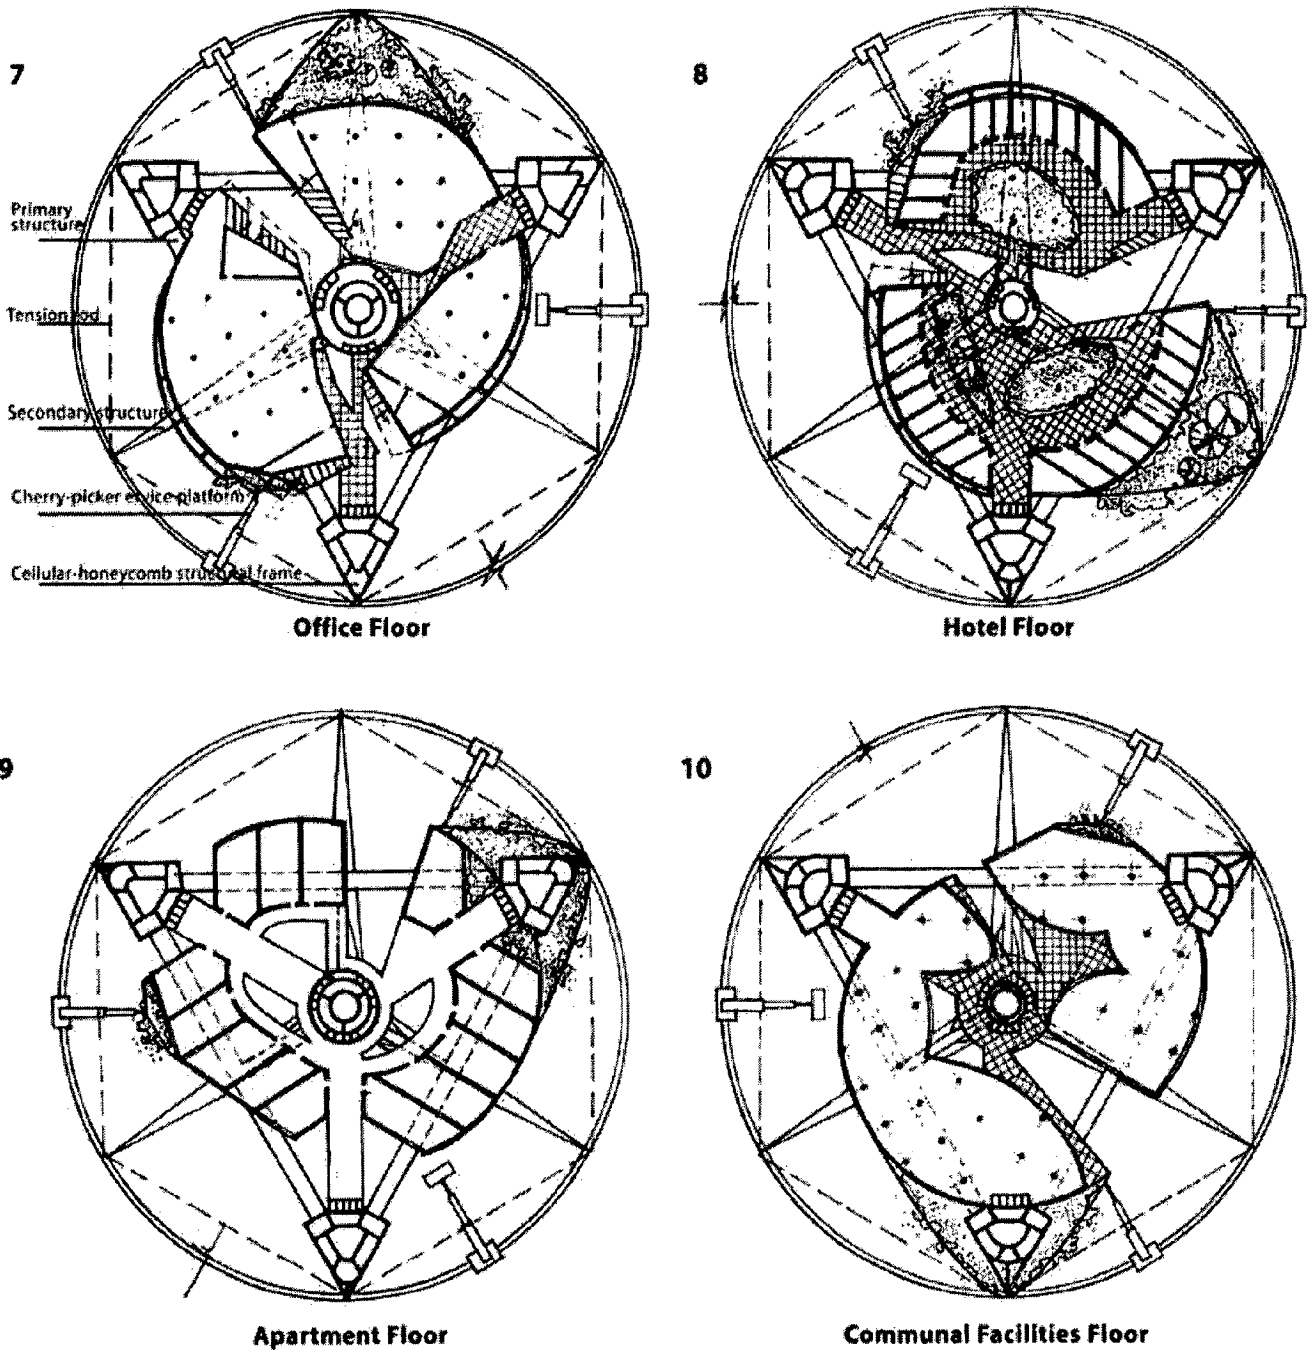 7
8
Primary
structure
Tension rod
Secondary structure
Cherry-picker service platform
Cellular-honeycomb structural frame
Office Floor
Hotel Floor
9
10
Apartment Floor
Communal Facilities Floor